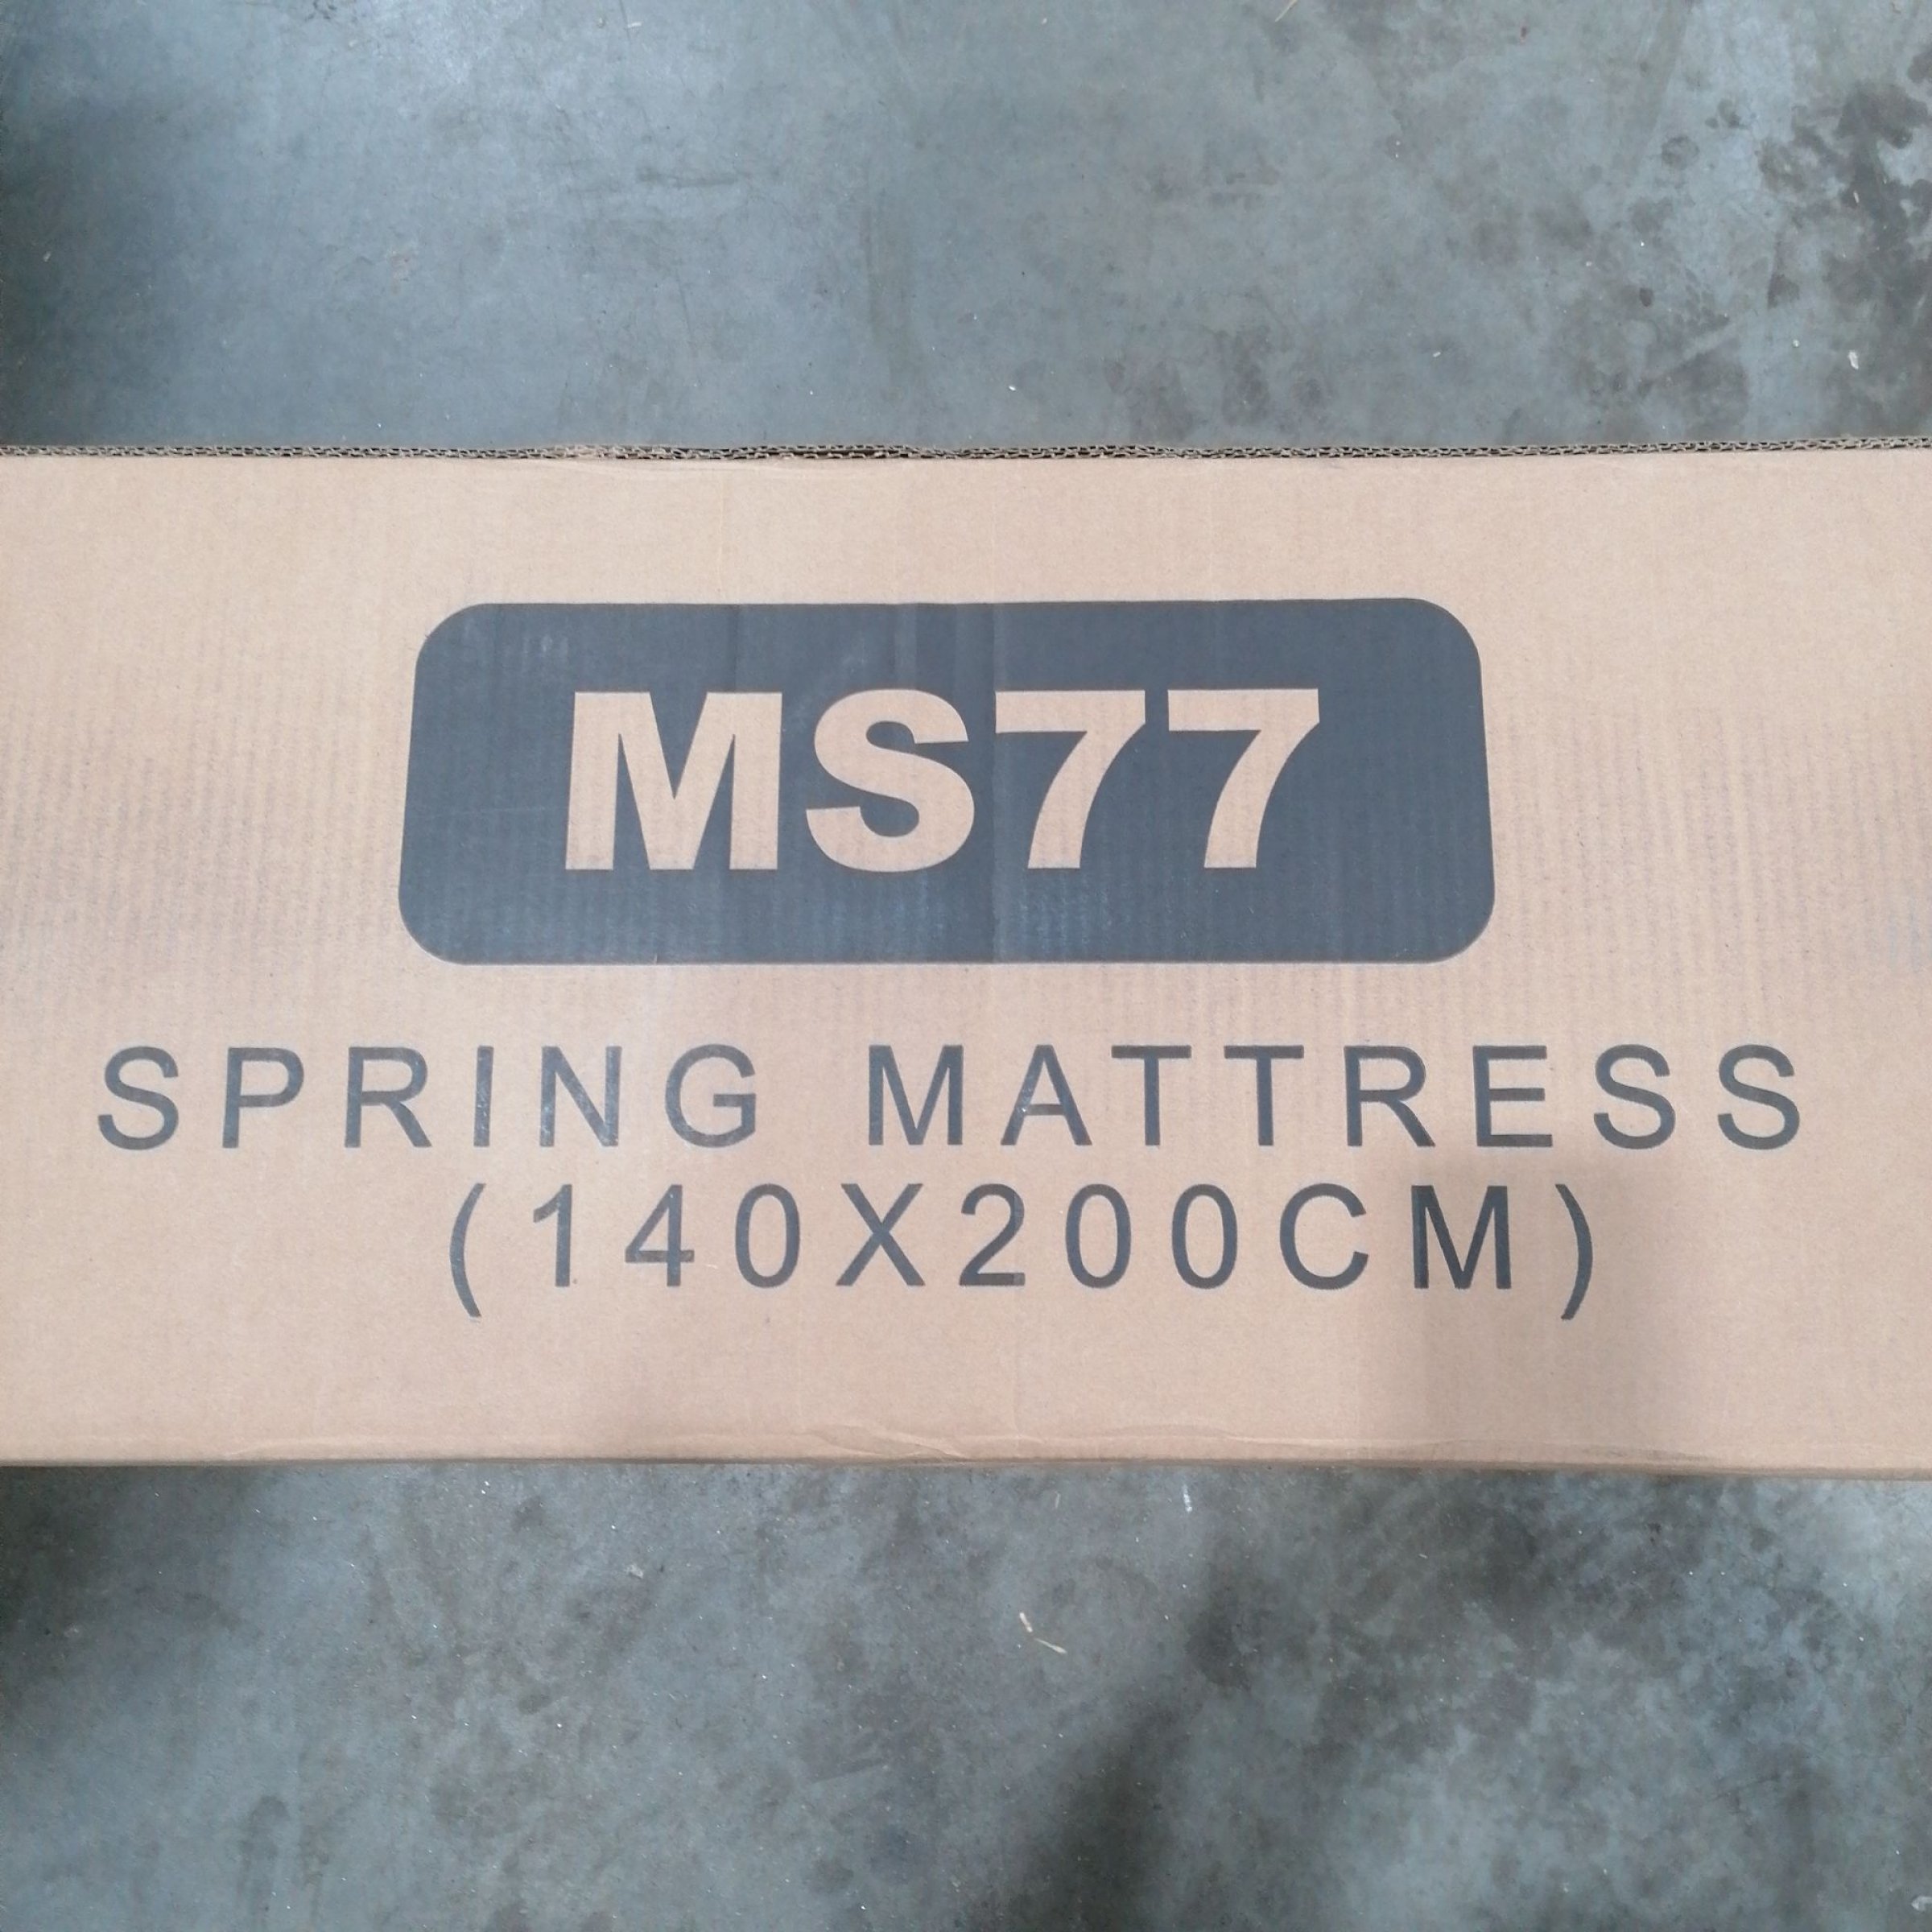 MS77
SPRING MATTRESS
(140X200CM)